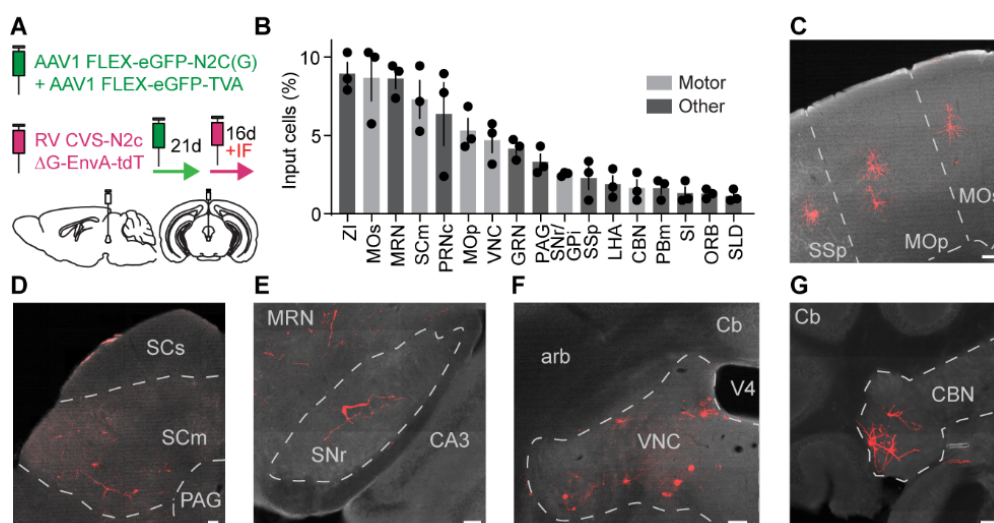 A
AAV1 FLEX-eGFP-N2C(G)
+ AAV1 FLEX-eGFP-TVA
RV CVS-N2c
ΔG-EnvA-tdT
21d
16d
+IF
B
Input cells (%)
10
5
0
Motor
Other
ZI
MOs
MRN
SCm
PRNc
MOp
VNC
GRN
PAG
SNr/
GPi
SSp
LHA
CBN
PBm
SI
ORB
SLD
C
SSp
MOp
MOs
D
SCs
SCm
PAG
E
MRN
SNr
CA3
F
arb
Cb
V4
VNC
G
Cb
CBN